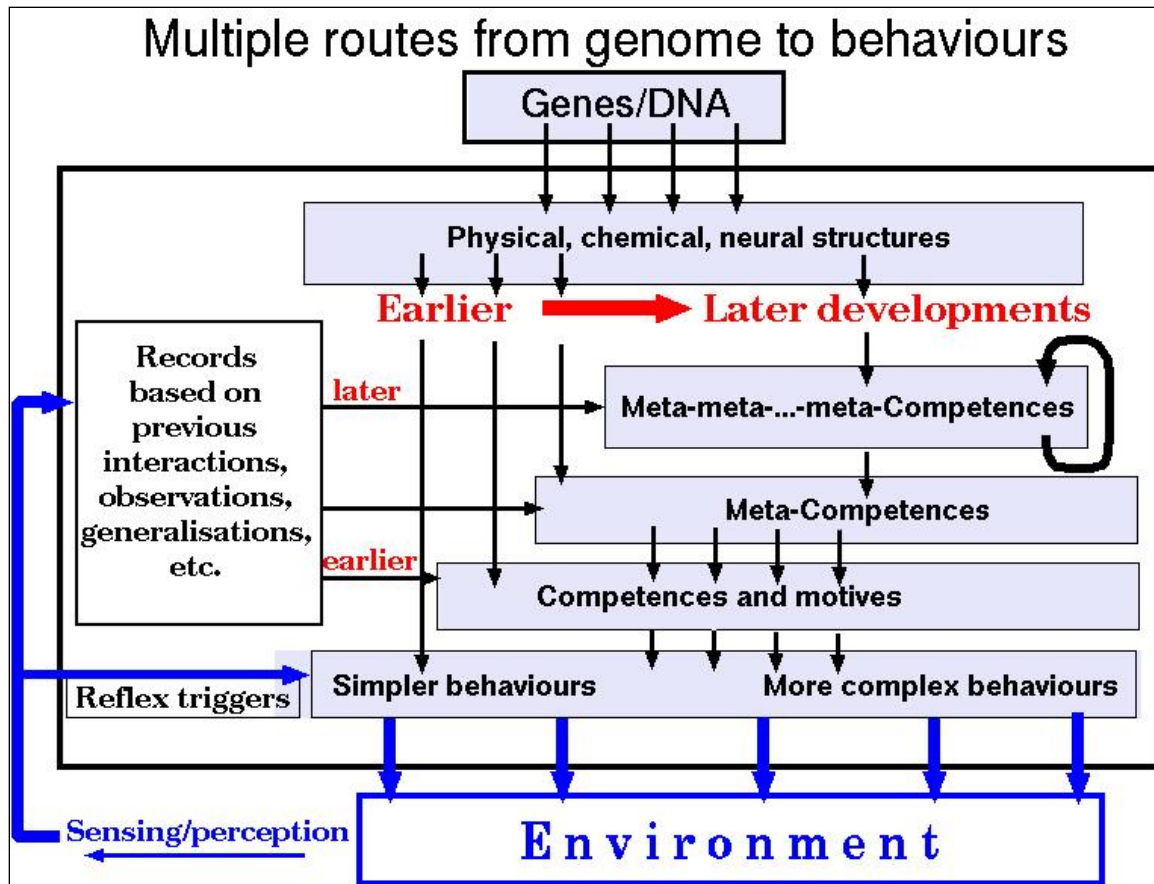 Multiple routes from genome to behaviours
Genes/DNA
Physical, chemical, neural structures
Earlier
Later developments
Records
based on
previous
interactions,
observations,
generalisations,
etc.
later
Meta-meta-...-meta-Competences
Meta-Competences
earlier
Competences and motives
Reflex triggers
Simpler behaviours
More complex behaviours
Sensing/perception
Environment